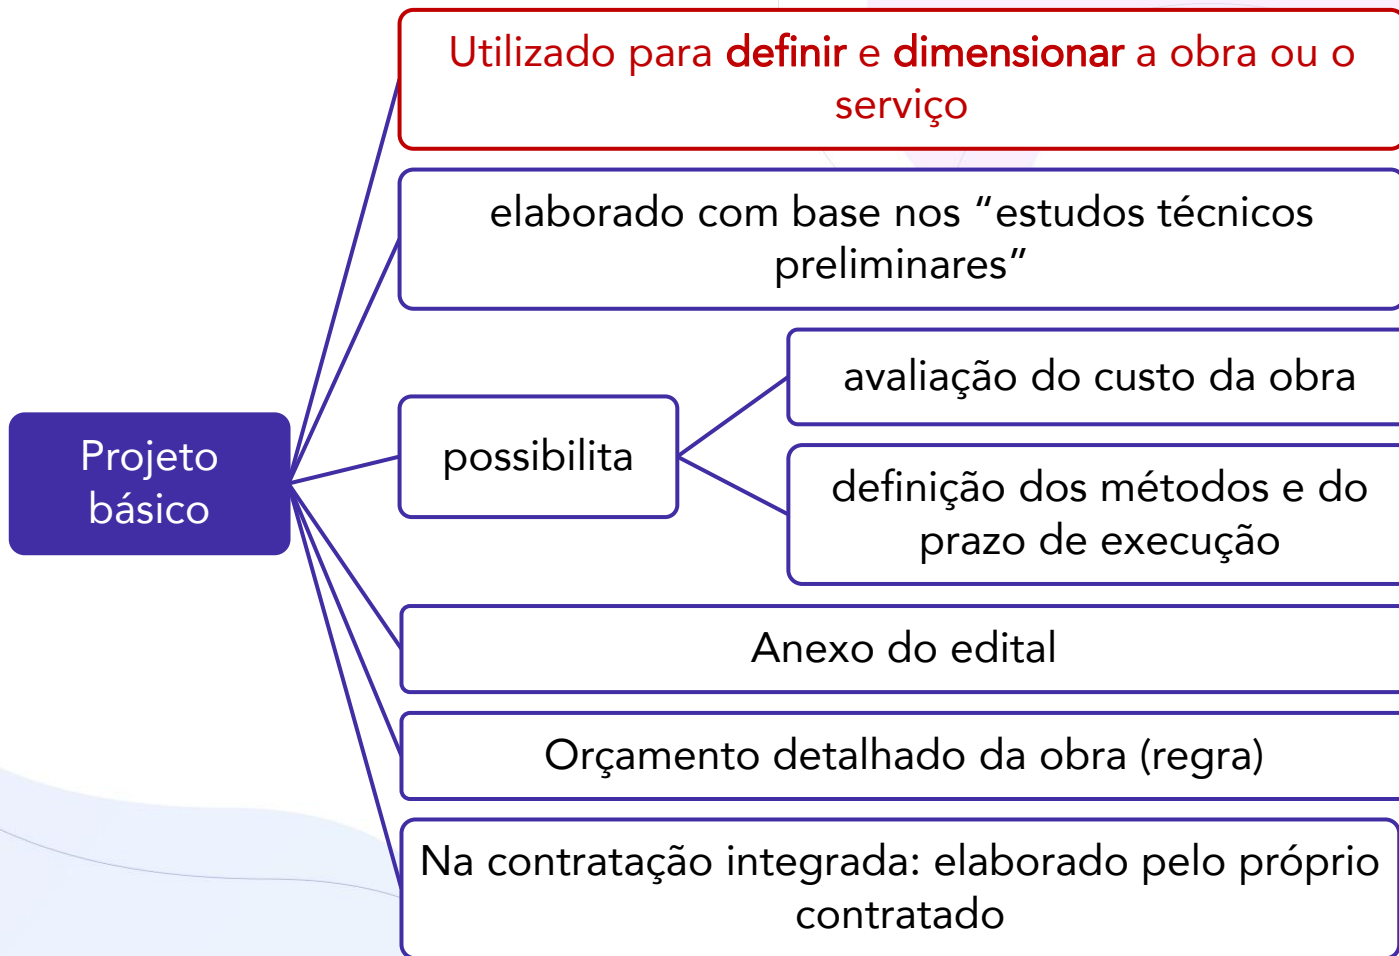 Utilizado para definir e dimensionar a obra ou o
serviço
elaborado com base nos “estudos técnicos
preliminares”
Projeto
básico
possibilita
avaliação do custo da obra
definição dos métodos e do
prazo de execução
Anexo do edital
Orçamento detalhado da obra (regra)
Na contratação integrada: elaborado pelo próprio
contratado